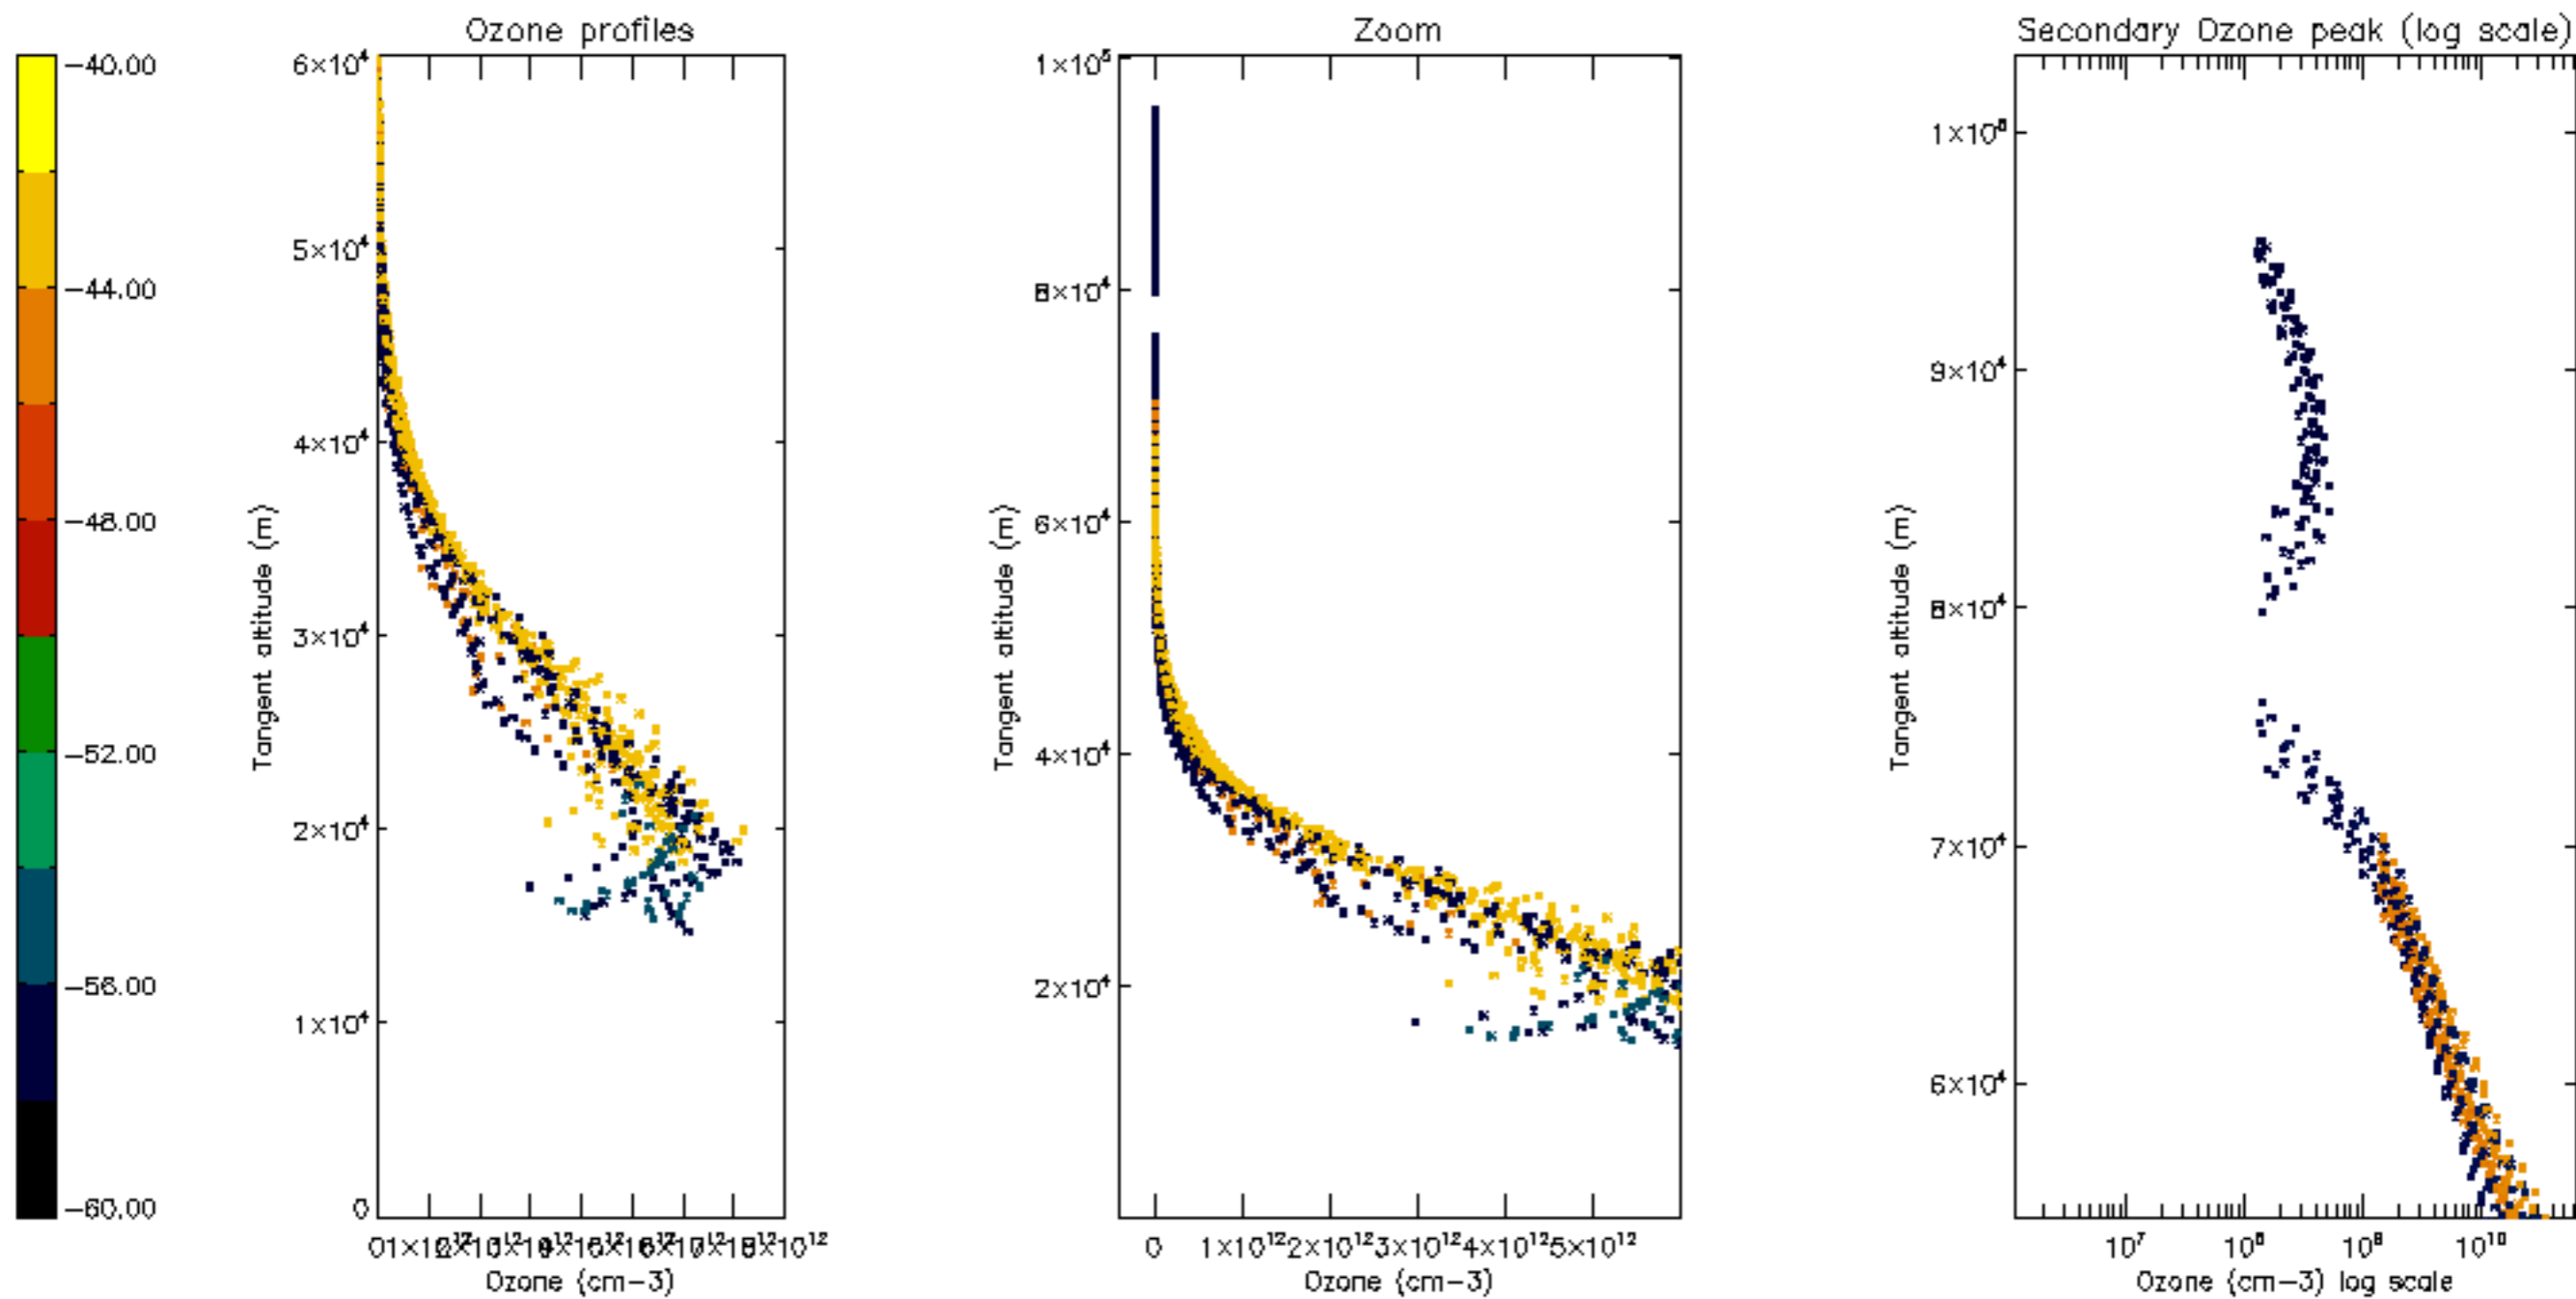 Ozone profiles
Zoom
Secondary Ozone peak (log scale)
-40.00
-44.00
-48.00
-52.00
-56.00
-60.00
6×10⁴
5×10⁴
4×10⁴
3×10⁴
2×10⁴
1×10⁴
0
Tangent altitude (m)
Ozone (cm-3)
1×10⁵
8×10⁴
6×10⁴
4×10⁴
2×10⁴
Tangent altitude (m)
0 1×10¹² 2×10¹² 3×10¹² 4×10¹² 5×10¹²
Ozone (cm-3)
9×10⁴
8×10⁴
7×10⁴
6×10⁴
Tangent altitude (m)
10⁷ 10⁸ 10⁹ 10¹⁰
Ozone (cm-3) log scale